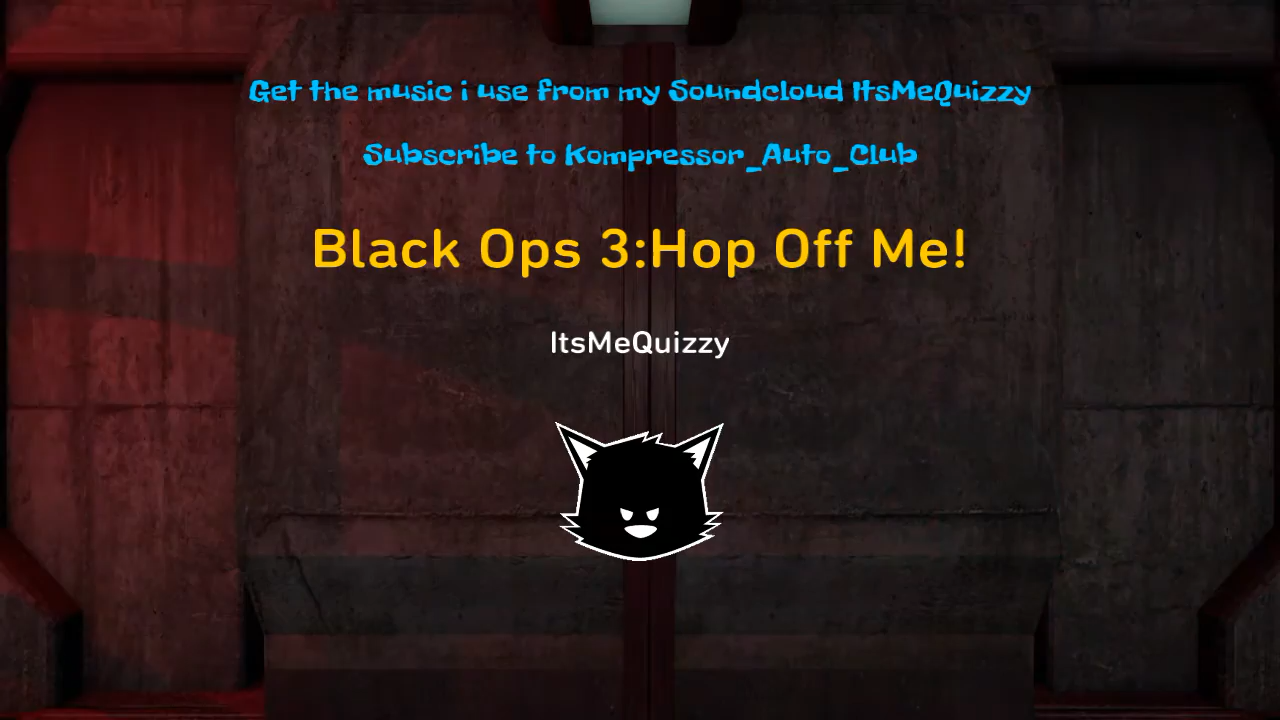 Get the music i use from my Soundcloud ItsMeQuizzy
Subscribe to Kompressor_Auto_Club
Black Ops 3:Hop Off Me!
ItsMeQuizzy